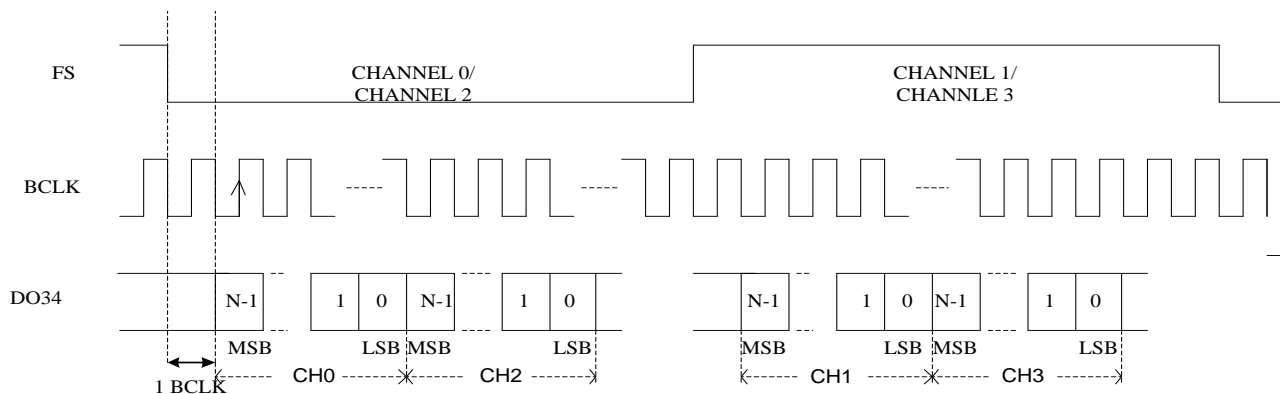 FS
CHANNEL 0/
CHANNEL 2
CHANNEL 1/
CHANNLE 3
BCLK
DO34
N-1
1
0
N-1
1
0
N-1
1
0
N-1
1
0
MSB
LSB
MSB
LSB
MSB
LSB
MSB
LSB
1 BCLK
CH0
CH2
CH1
CH3